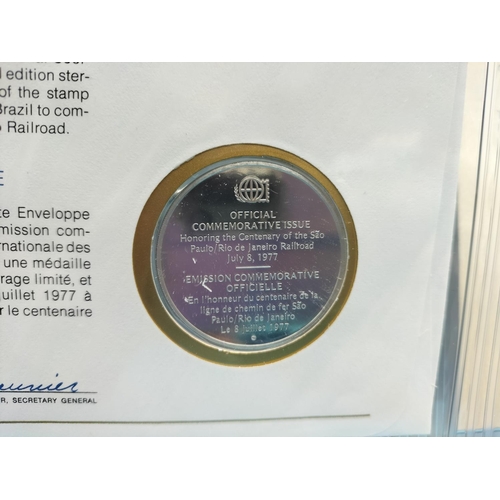 l edition ster-
of the stamp
Brazil to com-
o Railroad.
E
te Enveloppe
mission com-
rnationale des
une médaille
rage limité, et
juillet 1977 à
r le centenaire
R, SECRETARY GENERAL
OFFICIAL
COMMEMORATIVE ISSUE
Honoring the Centenary of the São
Paulo/Rio de Janeiro Railroad
July 8, 1977
EMISSION COMMEMORATIVE
OFFICIELLE
En l'honneur du centenaire de la
ligne de chemin de fer São
Paulo/Rio de Janeiro
Le 8 juillet 1977